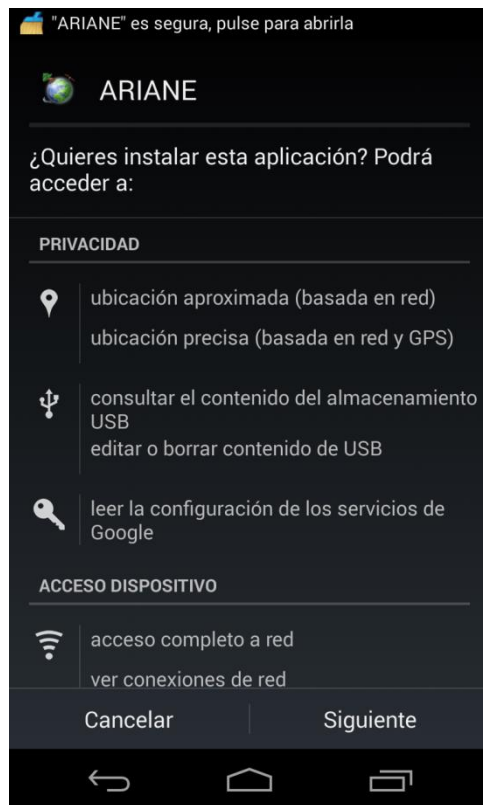 "ARIANE" es segura, pulse para abrirla
ARIANE
¿Quieres instalar esta aplicación? Podrá
acceder a:
PRIVACIDAD
ubicación aproximada (basada en red)
ubicación precisa (basada en red y GPS)
consultar el contenido del almacenamiento
USB
editar o borrar contenido de USB
leer la configuración de los servicios de
Google
ACCESO DISPOSITIVO
acceso completo a red
ver conexiones de red
Cancelar
Siguiente